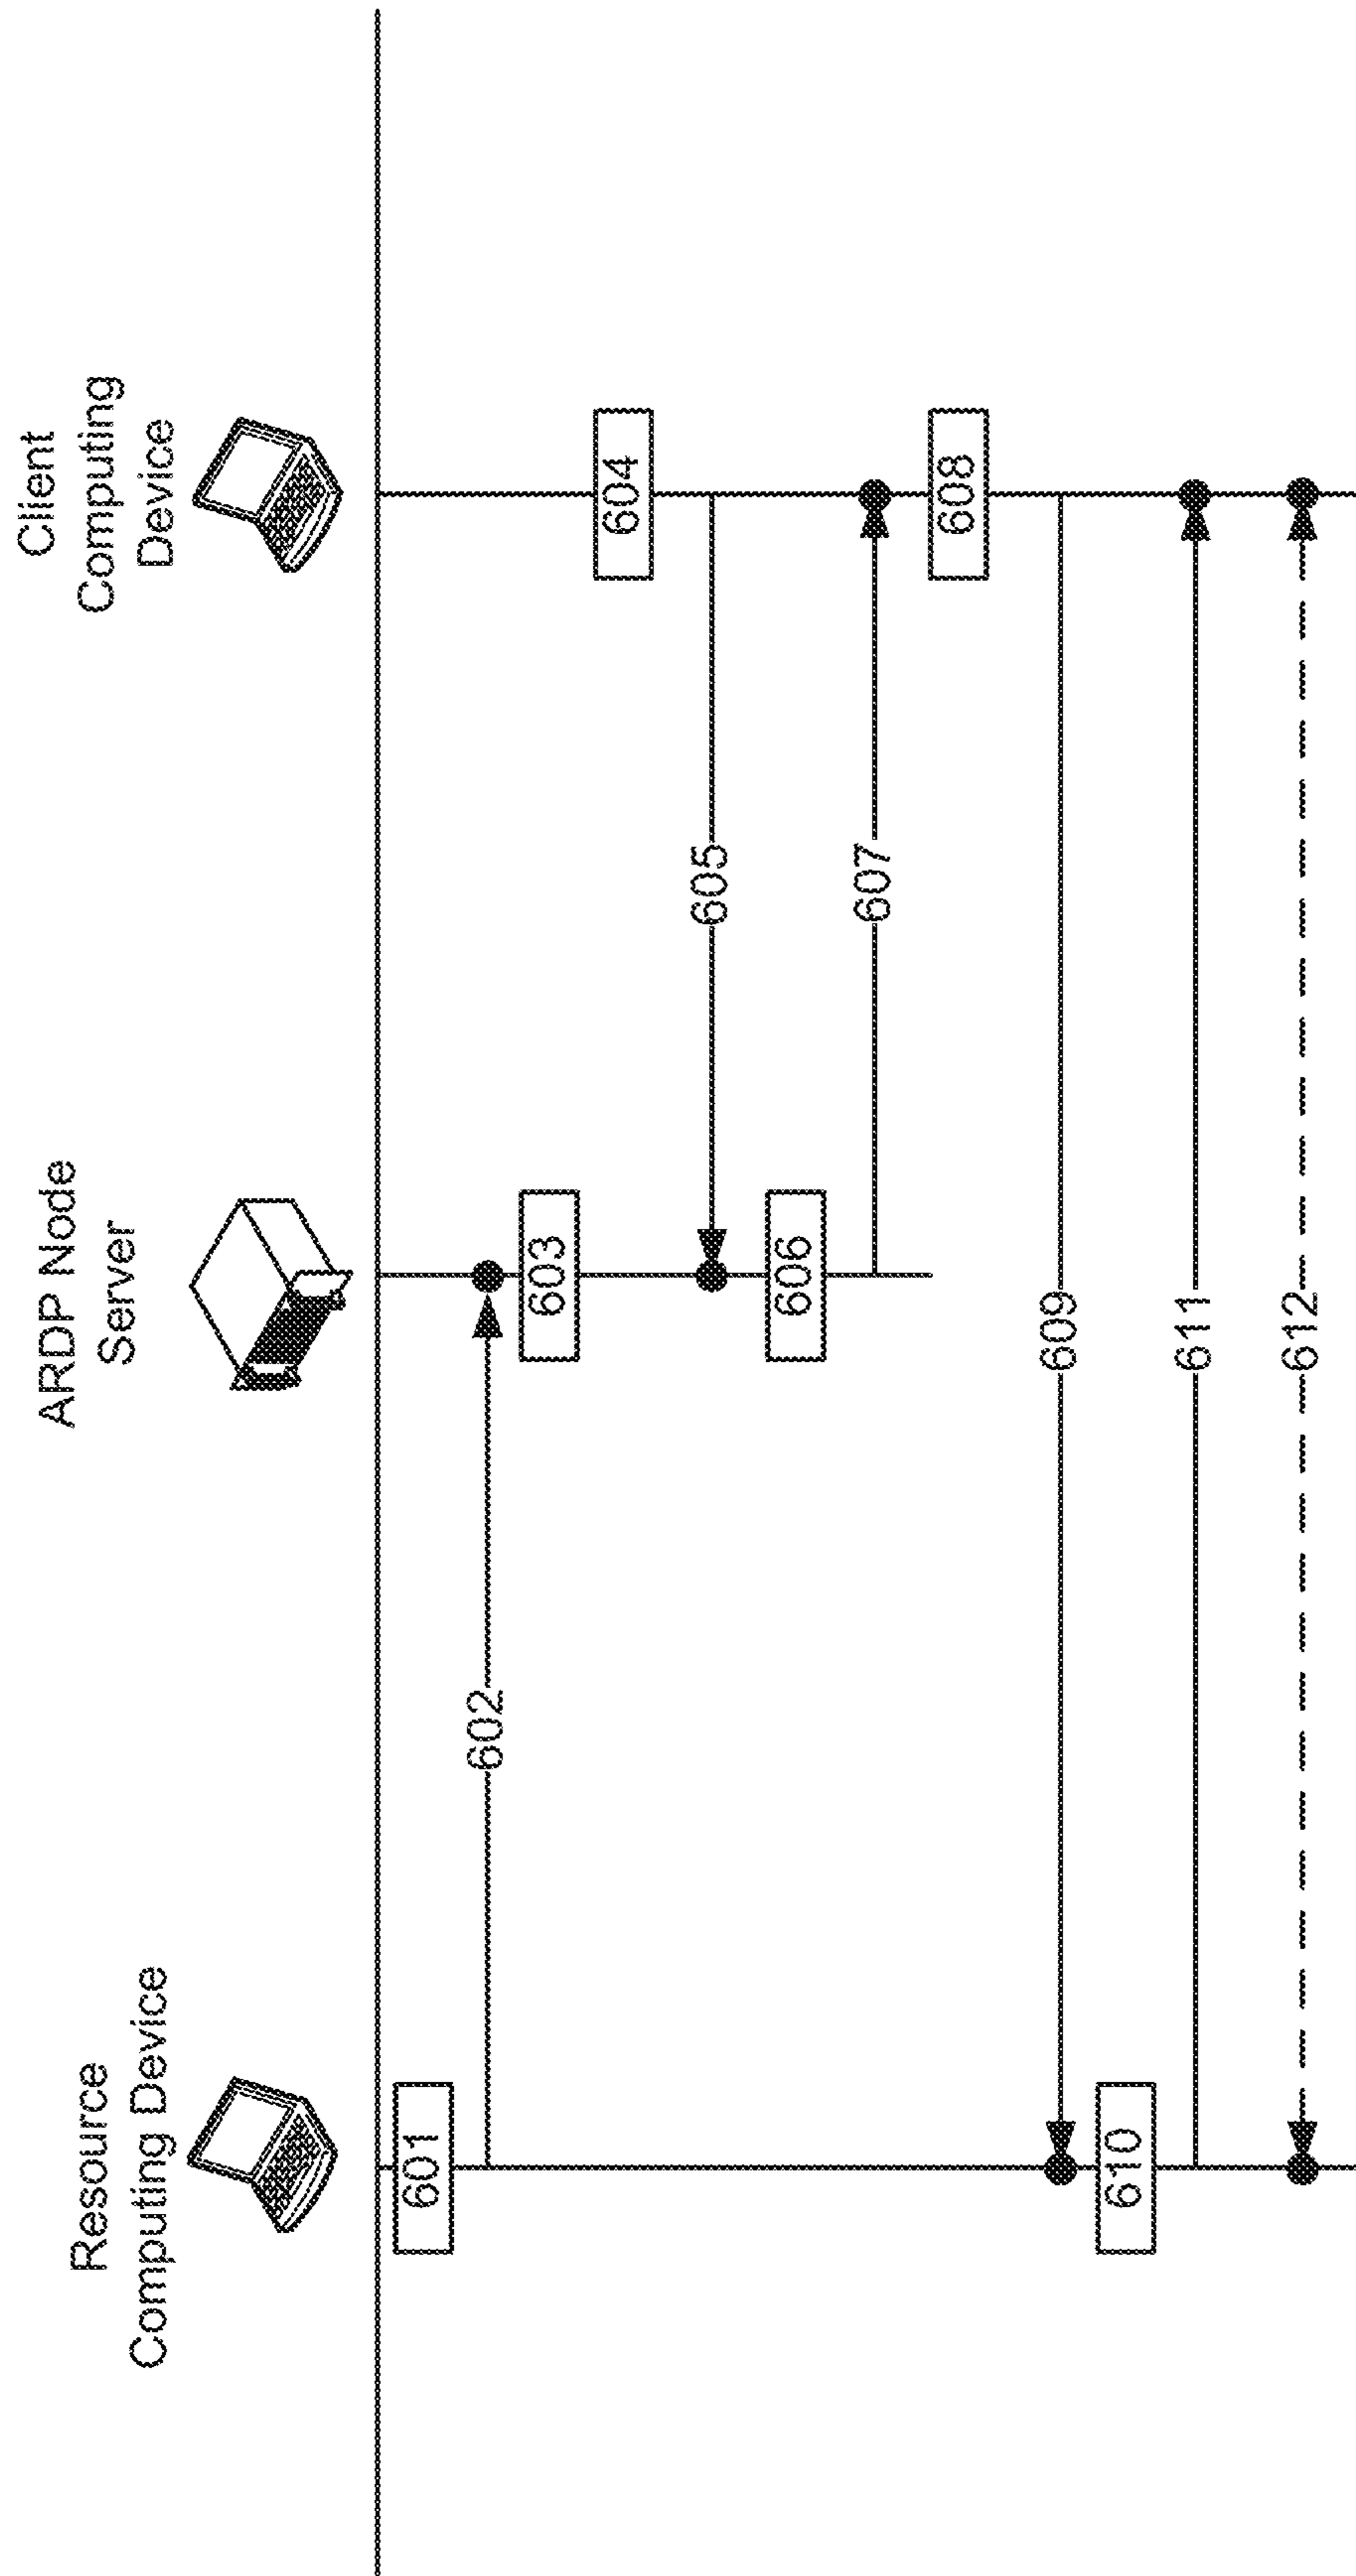 Resource
Computing Device
ARDP Node
Server
Client
Computing
Device
601
602
603
604
605
606
607
608
609
610
611
612